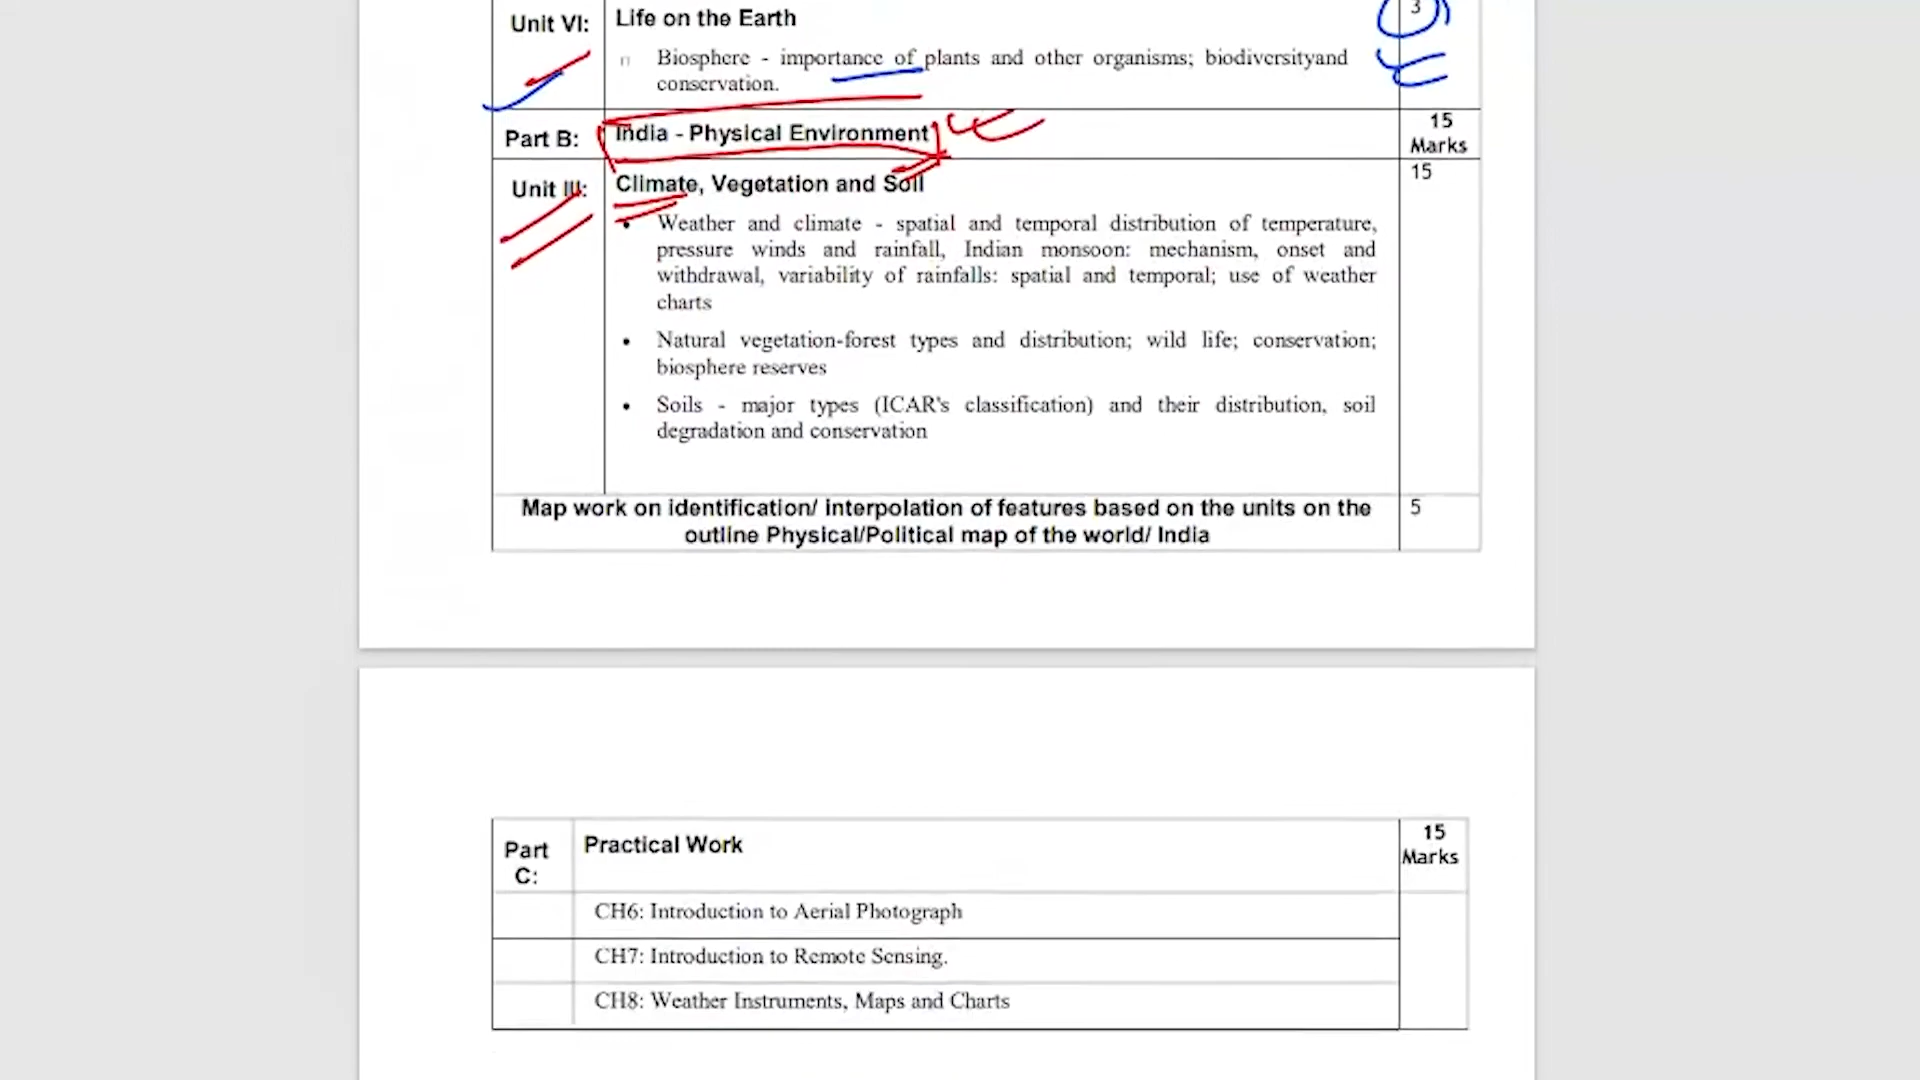 Unit VI: Life on the Earth 3
Biosphere - importance of plants and other organisms; biodiversityand
conservation.
Part B: India - Physical Environment 15
Marks
Unit III: Climate, Vegetation and Soil 15
• Weather and climate - spatial and temporal distribution of temperature,
pressure winds and rainfall, Indian monsoon: mechanism, onset and
withdrawal, variability of rainfalls: spatial and temporal; use of weather
charts
• Natural vegetation-forest types and distribution; wild life; conservation;
biosphere reserves
• Soils - major types (ICAR's classification) and their distribution, soil
degradation and conservation
Map work on identification/ interpolation of features based on the units on the 5
outline Physical/Political map of the world/ India
Part
C:
Practical Work
15
Marks
CH6: Introduction to Aerial Photograph
CH7: Introduction to Remote Sensing.
CH8: Weather Instruments, Maps and Charts